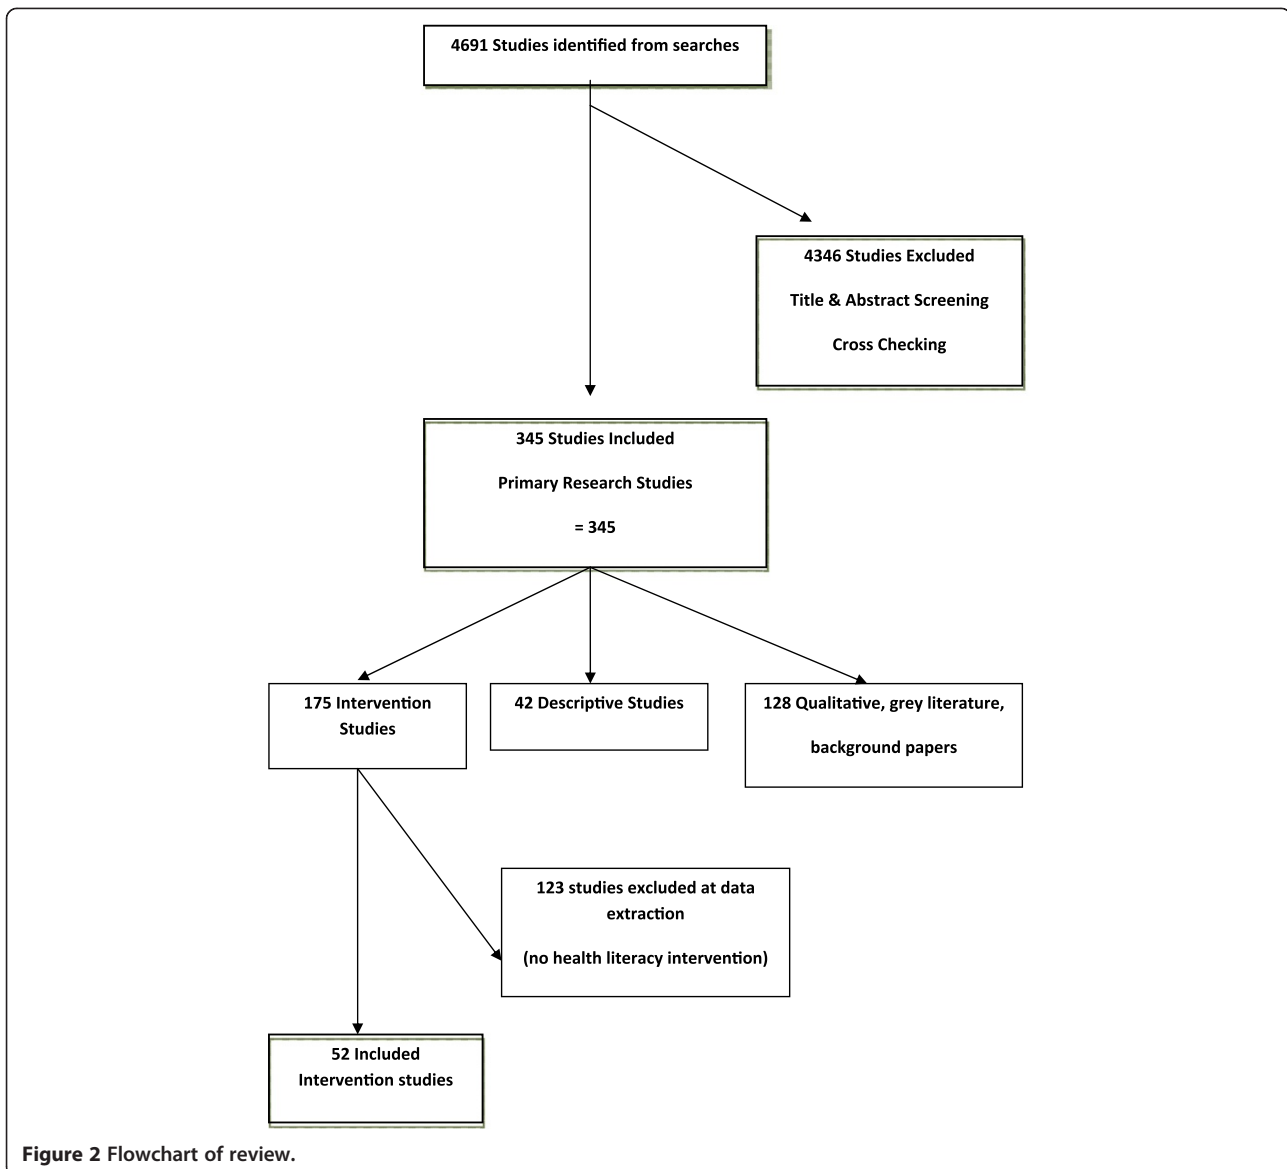 4691 Studies identified from searches
4346 Studies Excluded
Title & Abstract Screening
Cross Checking
345 Studies Included
Primary Research Studies
= 345
175 Intervention
Studies
42 Descriptive Studies
128 Qualitative, grey literature,
background papers
123 studies excluded at data
extraction
(no health literacy intervention)
52 Included
Intervention studies
Figure 2 Flowchart of review.